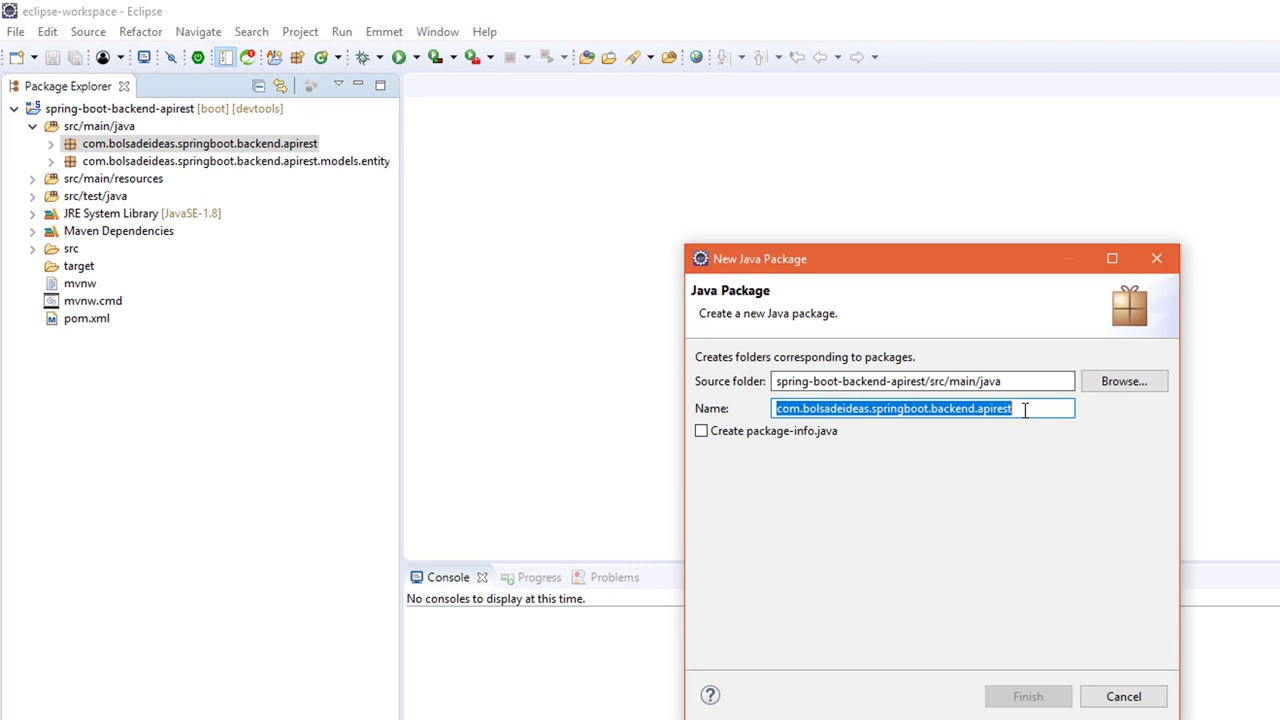 eclipse-workspace - Eclipse
File Edit Source Refactor Navigate Search Project Run Emmet Window Help
Package Explorer
spring-boot-backend-apirest [boot] [devtools]
src/main/java
com.bolsadeideas.springboot.backend.apirest
com.bolsadeideas.springboot.backend.apirest.models.entity
src/main/resources
src/test/java
JRE System Library [JavaSE-1.8]
Maven Dependencies
src
target
mvnw
mvnw.cmd
pom.xml
New Java Package
Java Package
Create a new Java package.
Creates folders corresponding to packages.
Source folder: spring-boot-backend-apirest/src/main/java Browse...
Name: com.bolsadeideas.springboot.backend.apirest
Create package-info.java
Console Progress Problems
No consoles to display at this time.
? Finish Cancel